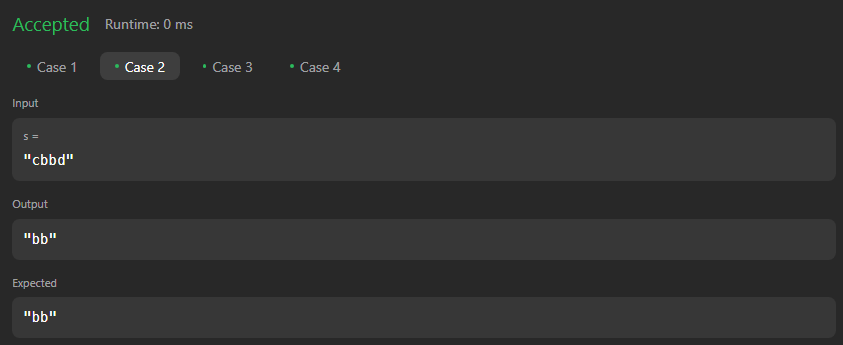 Accepted Runtime: 0 ms
Case 1 Case 2 Case 3 Case 4
Input
s =
"cbbd"
Output
"bb"
Expected
"bb"